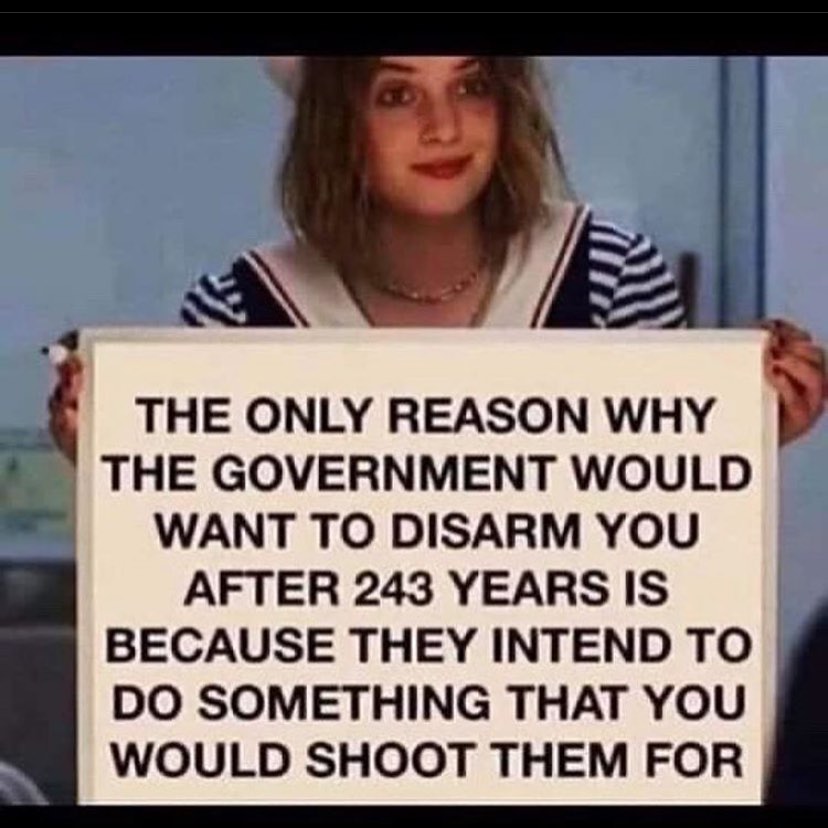 THE ONLY REASON WHY
THE GOVERNMENT WOULD
WANT TO DISARM YOU
AFTER 243 YEARS IS
BECAUSE THEY INTEND TO
DO SOMETHING THAT YOU
WOULD SHOOT THEM FOR